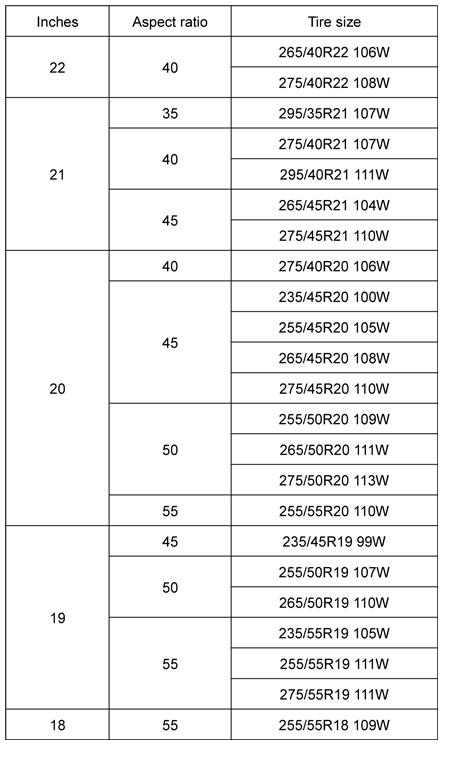 Inches Aspect ratio Tire size
22 40 265/40R22 106W
275/40R22 108W
21 35 295/35R21 107W
40 275/40R21 107W
295/40R21 111W
45 265/45R21 104W
275/45R21 110W
20 40 275/40R20 106W
45 235/45R20 100W
255/45R20 105W
265/45R20 108W
275/45R20 110W
50 255/50R20 109W
265/50R20 111W
275/50R20 113W
55 255/55R20 110W
19 45 235/45R19 99W
50 255/50R19 107W
265/50R19 110W
55 235/55R19 105W
255/55R19 111W
275/55R19 111W
18 55 255/55R18 109W